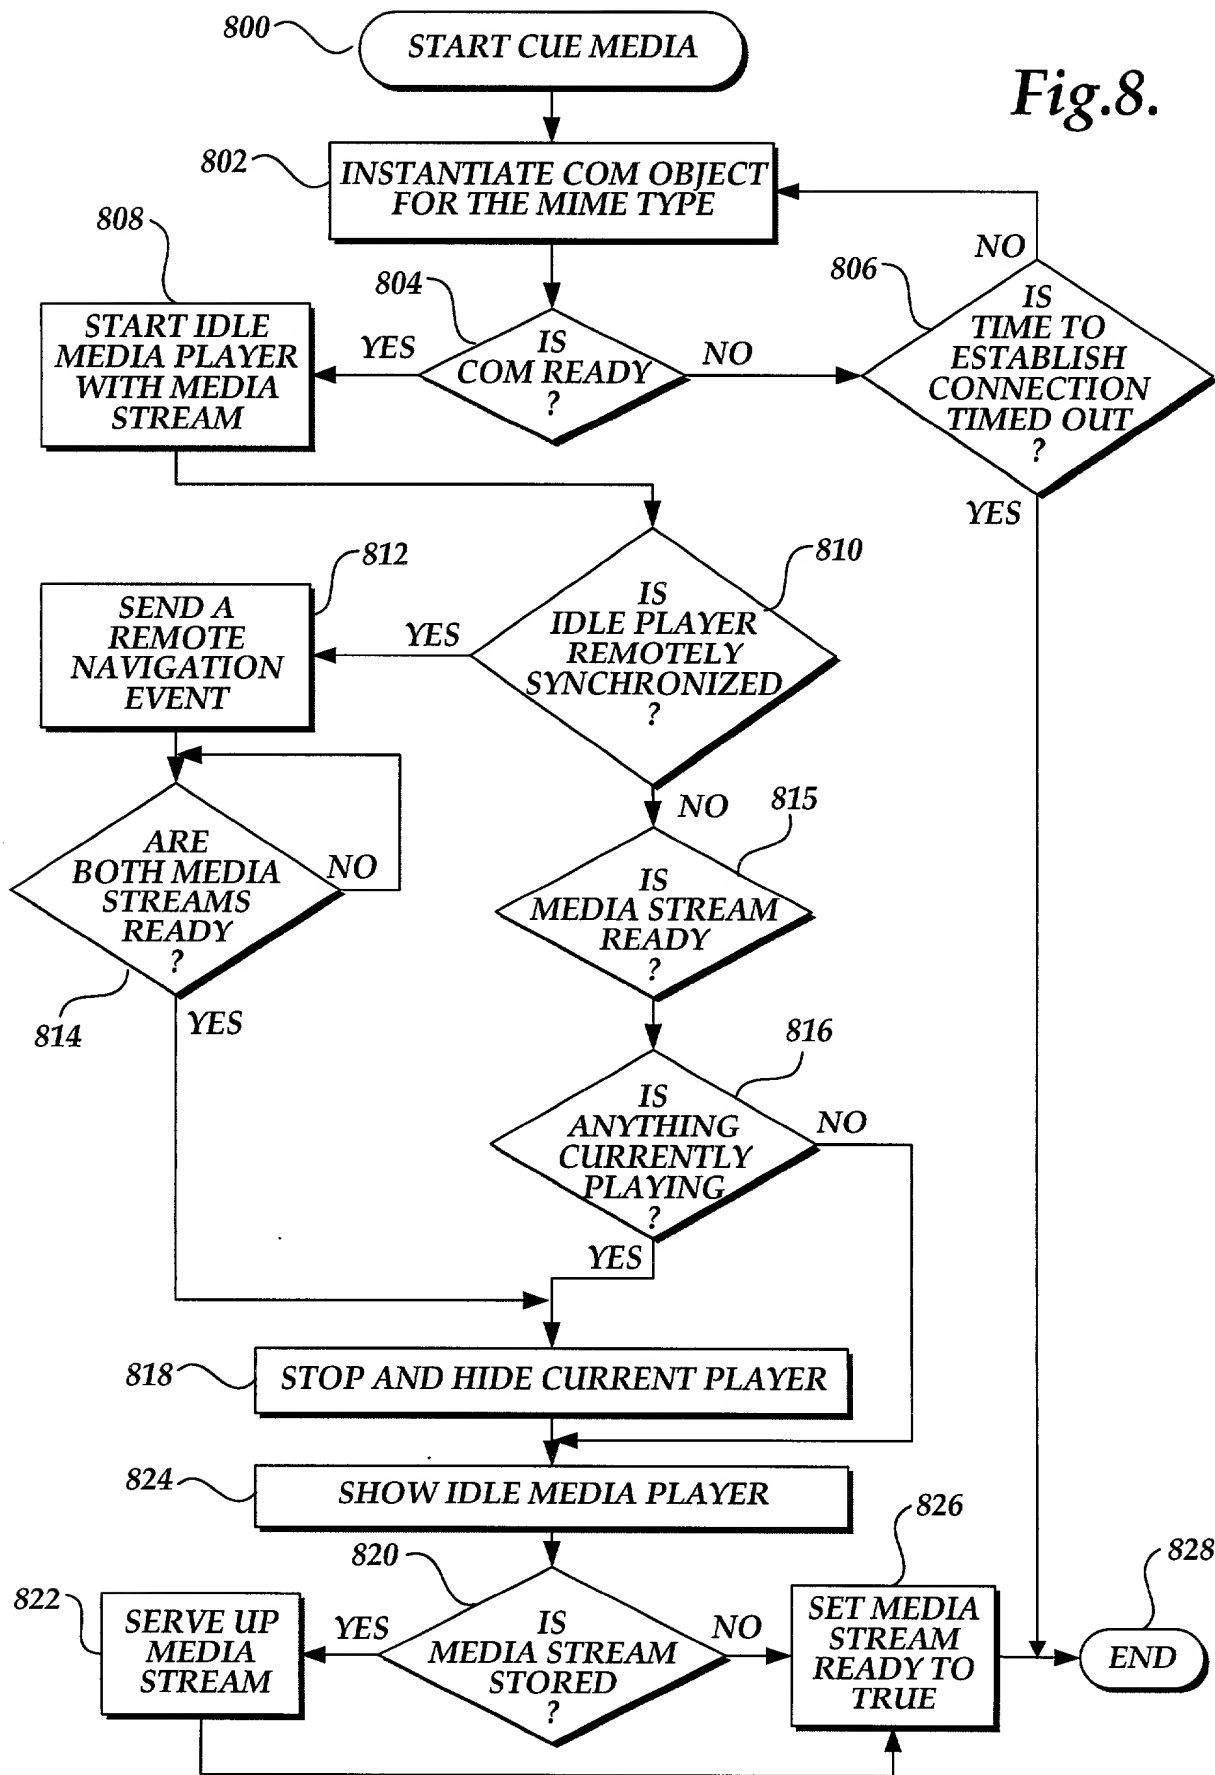 800
START CUE MEDIA
Fig.8.
802
INSTANTIATE COM OBJECT
FOR THE MIME TYPE
808
START IDLE
MEDIA PLAYER
WITH MEDIA
STREAM
YES
804
IS
COM READY
?
NO
806
NO
IS
TIME TO
ESTABLISH
CONNECTION
TIMED OUT
?
YES
812
SEND A
REMOTE
NAVIGATION
EVENT
YES
810
IS
IDLE PLAYER
REMOTELY
SYNCHRONIZED
?
NO
ARE
BOTH MEDIA
STREAMS
READY
?
NO
814
YES
815
IS
MEDIA STREAM
READY
?
816
IS
ANYTHING
CURRENTLY
PLAYING
?
NO
YES
818
STOP AND HIDE CURRENT PLAYER
824
SHOW IDLE MEDIA PLAYER
820
IS
MEDIA STREAM
STORED
?
YES
NO
822
SERVE UP
MEDIA
STREAM
826
SET MEDIA
STREAM
READY TO
TRUE
828
END